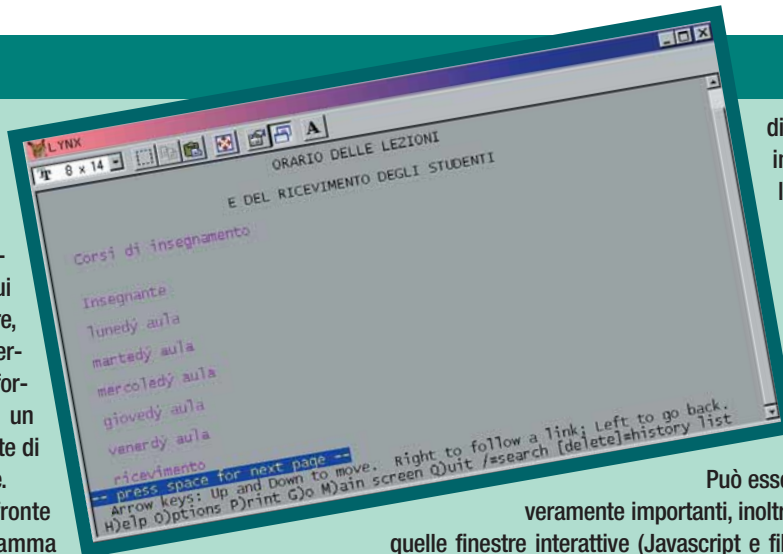 LYNX
8 x 14 A
ORARIO DELLE LEZIONI
E DEL RICEVIMENTO DEGLI STUDENTI
Corsi di insegnamento
Insegnante
lunedý aula
martedý aula
mercoledý aula
giovedý aula
venerdý aula
ricevimento
-- press space for next page --
Arrow keys: Up and Down to move. Right to follow a link; Left to go back.
H)elp O)ptions P)rint G)o M)ain screen Q)uit /=search [delete]=history list
-
ui
re,
er-
for-
un
te di
e.
ronte
amma
di
in
Può esse
veramente importanti, inoltr
quelle finestre interattive (Javascript e fil